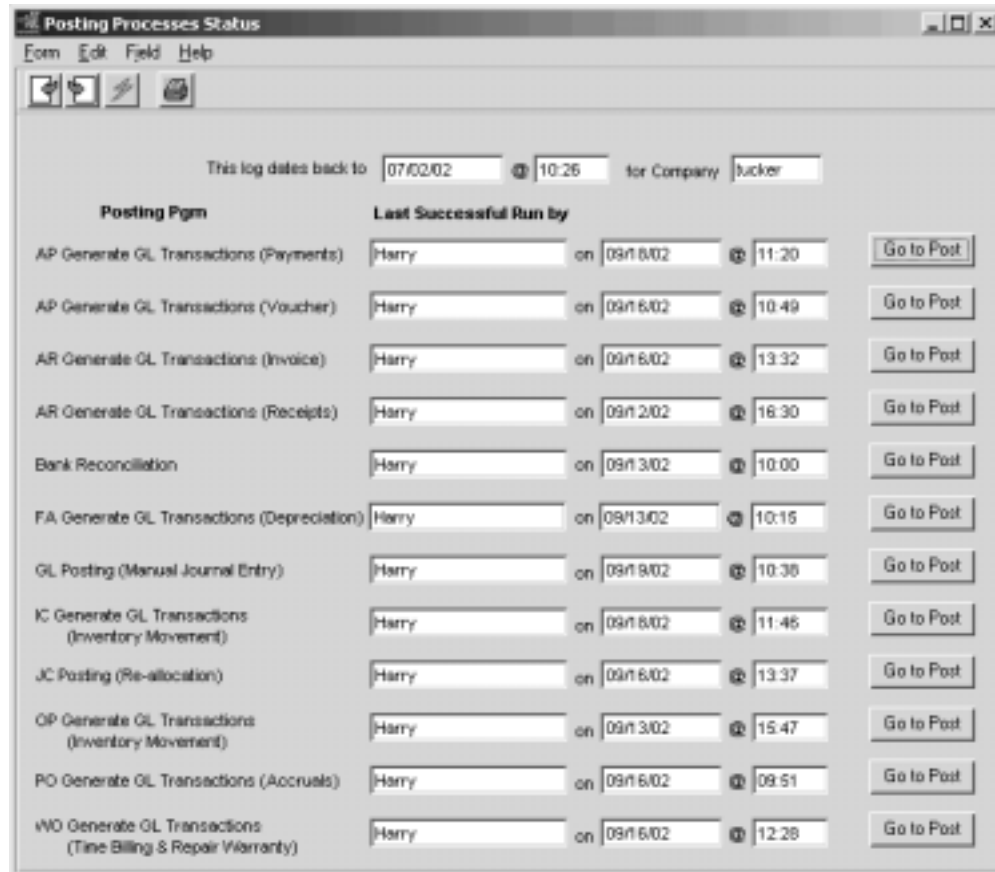 Posting Processes Status
Form Edit Field Help
This log dates back to 07/02/02 @ 10:26 for Company tucker
Posting Pgm Last Successful Run by
AP Generate GL Transactions (Payments) Harry on 09/18/02 @ 11:20 Go to Post
AP Generate GL Transactions (Voucher) Harry on 09/16/02 @ 10:49 Go to Post
AR Generate GL Transactions (Invoice) Harry on 09/16/02 @ 13:32 Go to Post
AR Generate GL Transactions (Receipts) Harry on 09/12/02 @ 16:30 Go to Post
Bank Reconciliation Harry on 09/13/02 @ 10:00 Go to Post
FA Generate GL Transactions (Depreciation) Harry on 09/13/02 @ 10:15 Go to Post
GL Posting (Manual Journal Entry) Harry on 09/19/02 @ 10:38 Go to Post
IC Generate GL Transactions
(Inventory Movement) Harry on 09/18/02 @ 11:46 Go to Post
JC Posting (Re-allocation) Harry on 09/16/02 @ 13:37 Go to Post
OP Generate GL Transactions
(Inventory Movement) Harry on 09/13/02 @ 15:47 Go to Post
PO Generate GL Transactions (Accruals) Harry on 09/16/02 @ 09:51 Go to Post
WO Generate GL Transactions
(Time Billing & Repair Warranty) Harry on 09/16/02 @ 12:28 Go to Post